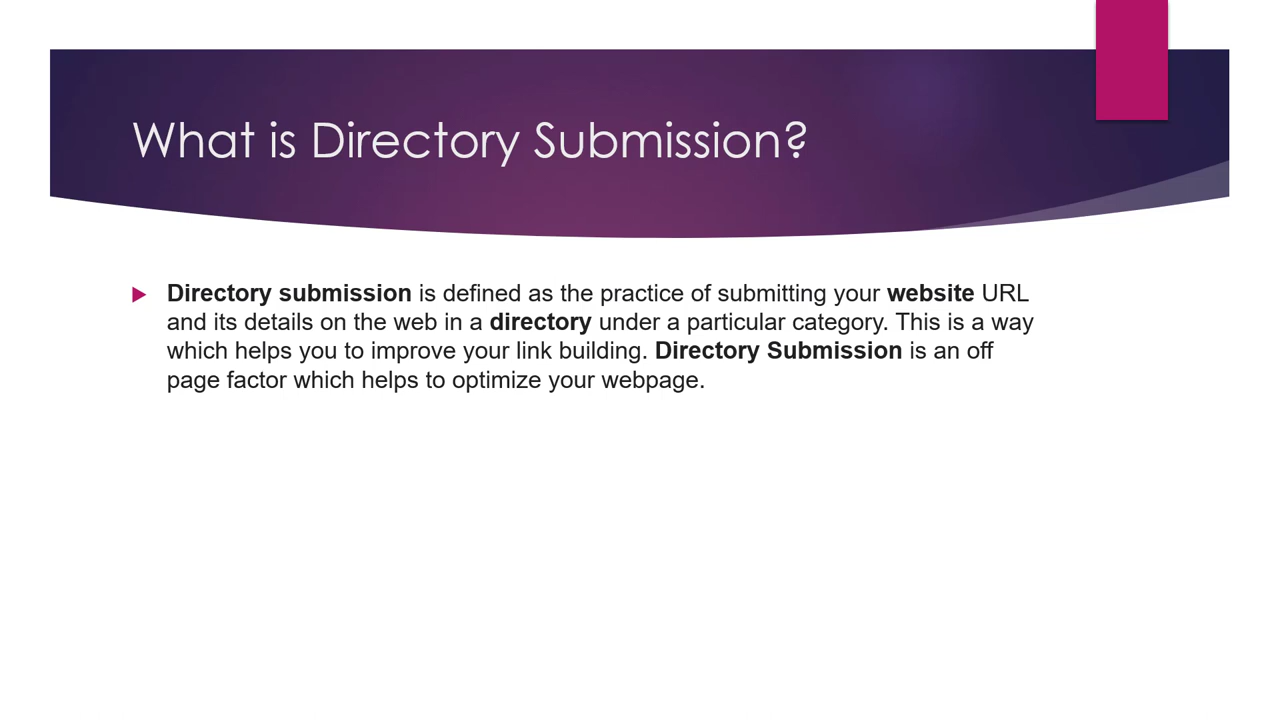 What is Directory Submission?
Directory submission is defined as the practice of submitting your website URL
and its details on the web in a directory under a particular category. This is a way
which helps you to improve your link building. Directory Submission is an off
page factor which helps to optimize your webpage.